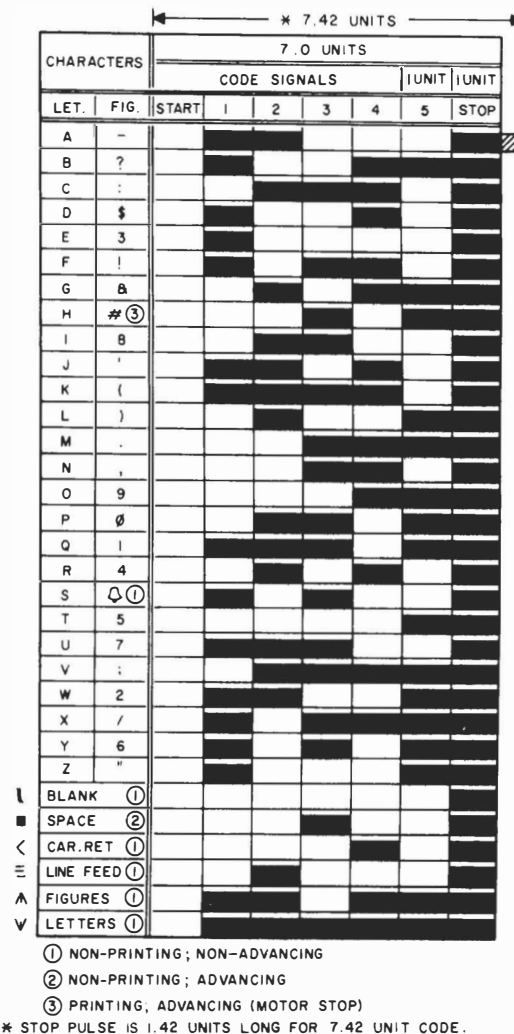 * 7.42 UNITS
CHARACTERS
7.0 UNITS
CODE SIGNALS 1 UNIT 1 UNIT
LET. FIG. START 1 2 3 4 5 STOP
A -
B ?
C :
D $
E 3
F !
G &
H # ③
I 8
J '
K (
L )
M .
N ,
O 9
P Ø
Q 1
R 4
S ①
T 5
U 7
V ;
W 2
X /
Y 6
Z "
BLANK ①
SPACE ②
< CAR.RET ①
≡ LINE FEED ①
FIGURES ①
LETTERS ①
① NON-PRINTING; NON-ADVANCING
② NON-PRINTING; ADVANCING
③ PRINTING; ADVANCING (MOTOR STOP)
* STOP PULSE IS 1.42 UNITS LONG FOR 7.42 UNIT CODE.